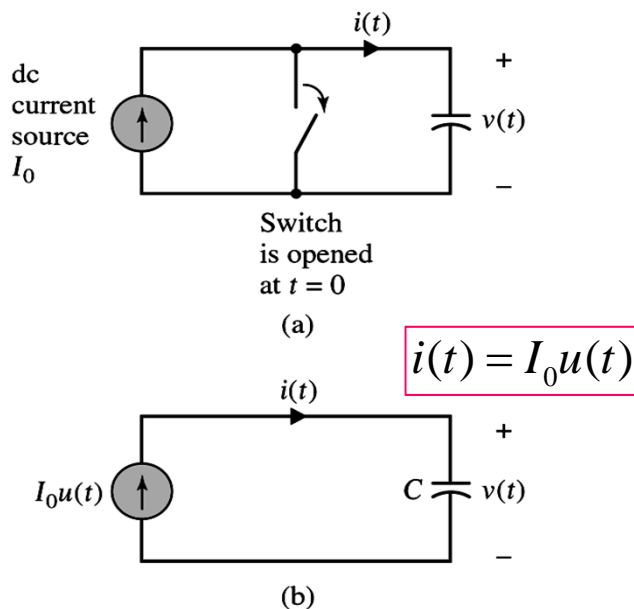 i(t)
dc
current
source
I₀
+
v(t)
−
Switch
is opened
at t = 0
(a)
i(t) = I₀u(t)
i(t)
I₀u(t)
+
C
v(t)
−
(b)